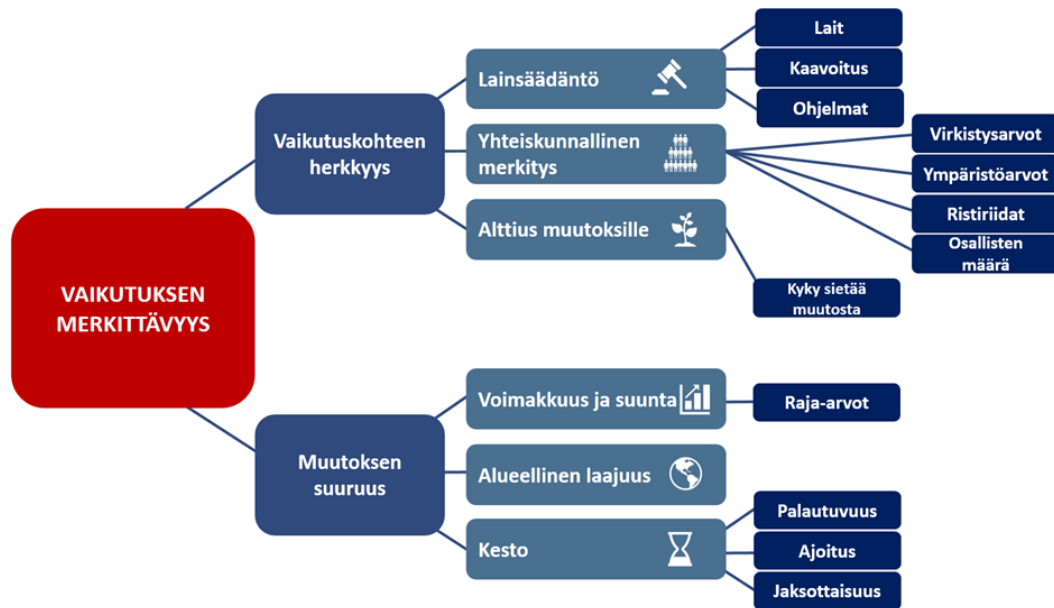 VAIKUTUKSEN
MERKITTÄVYYS
Vaikutuskohteen
herkkyys
Lainsäädäntö
Lait
Kaavoitus
Ohjelmat
Yhteiskunnallinen
merkitys
Virkistysarvot
Ympäristöarvot
Ristiriidat
Osallisten
määrä
Alttius muutoksille
Kyky sietää
muutosta
Muutoksen
suuruus
Voimakkuus ja suunta
Raja-arvot
Alueellinen laajuus
Kesto
Palautuvuus
Ajoitus
Jaksottaisuus